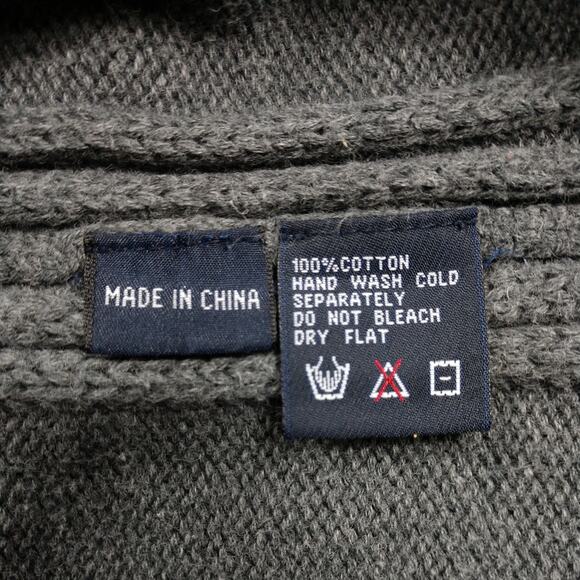 MADE IN CHINA
100%COTTON
HAND WASH COLD
SEPARATELY
DO NOT BLEACH
DRY FLAT